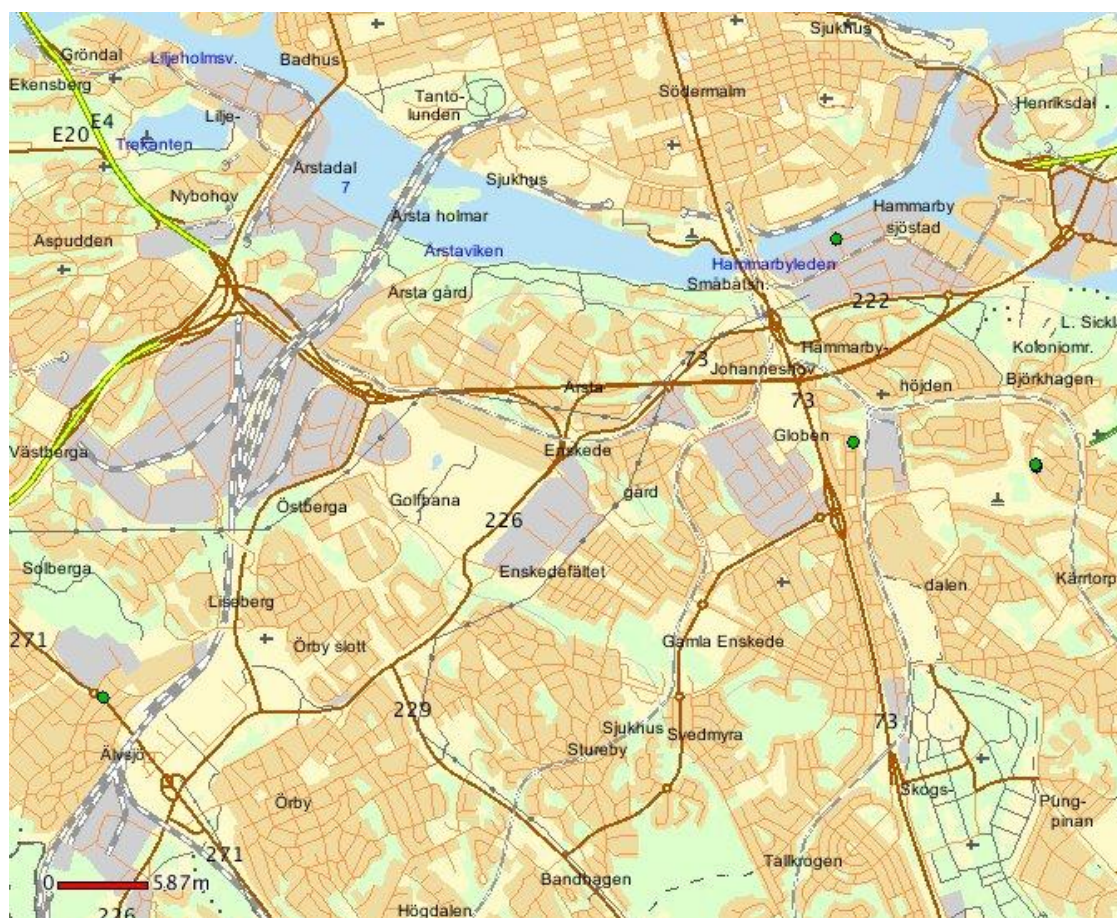 Gröndal
Liljeholmsv.
Badhus
Sjukhus
Ekensberg
Tanto-
lunden
Södermalm
Henriksdal
E4
E20
Lilje-
Trekanten
Årstadal
7
Sjukhus
Nybohov
Årsta holmar
Hammarby
sjöstad
Aspudden
Årstaviken
Hammarbyleden
Småbåtsh.
Årsta gård
222
L. Sickl
Hammarby-
Koloniomr.
73
Johanneshov
Björkhagen
Årsta
höjden
73
Globen
Västberga
Enskede
gård
Östberga
Golfbana
226
Solberga
Enskedefältet
dalen
Kärrtorp
Liseberg
271
Örby slott
Gamla Enskede
229
73
Sjukhus
Svedmyra
Älvsjö
Stureby
Skogs-
Örby
Pung-
pinan
271
Tallkrogen
0
587m
Bandhagen
226
Högdalen